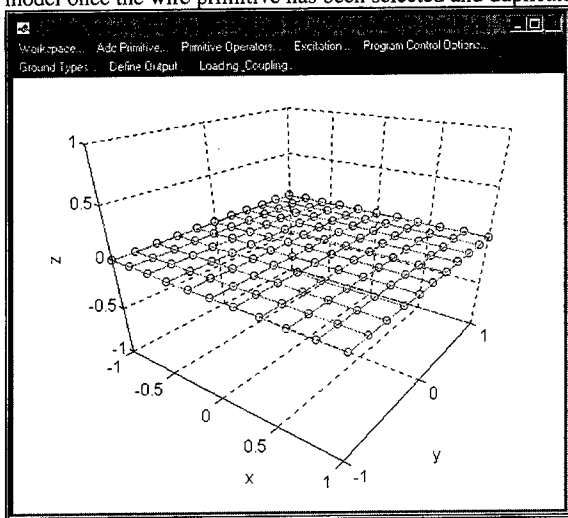 model once the wire primitive has been selected and duplicate
Workspace... Add Primitive... Primitive Operators... Excitation... Program Control Options...
Ground Types... Define Output... Loading_Coupling...
1
0.5
0
-0.5
-1
z
-1
-0.5
0
0.5
1
x
-1
0
1
y